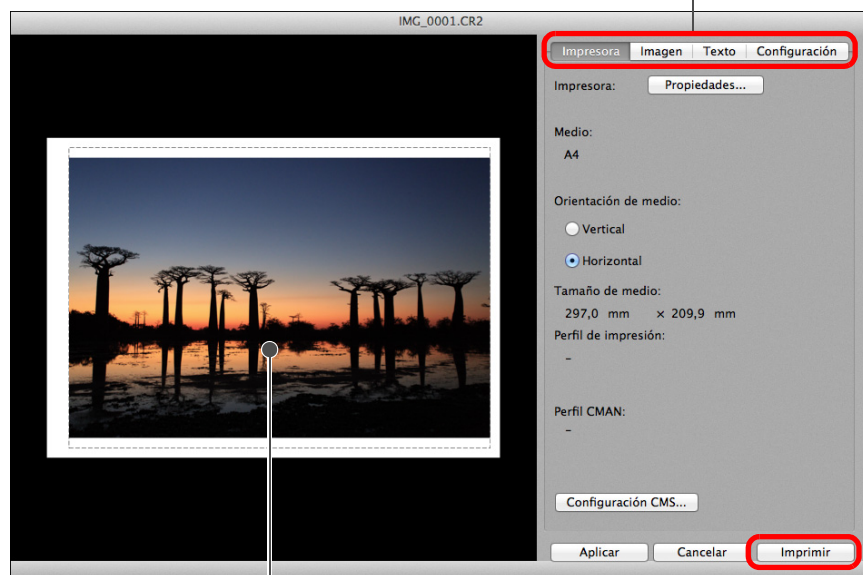 IMG_0001.CR2
Impresora Imagen Texto Configuración
Impresora: Propiedades...
Medio:
A4
Orientación de medio:
Vertical
Horizontal
Tamaño de medio:
297,0 mm × 209,9 mm
Perfil de impresión:
–
Perfil CMAN:
–
Configuración CMS...
Aplicar Cancelar Imprimir